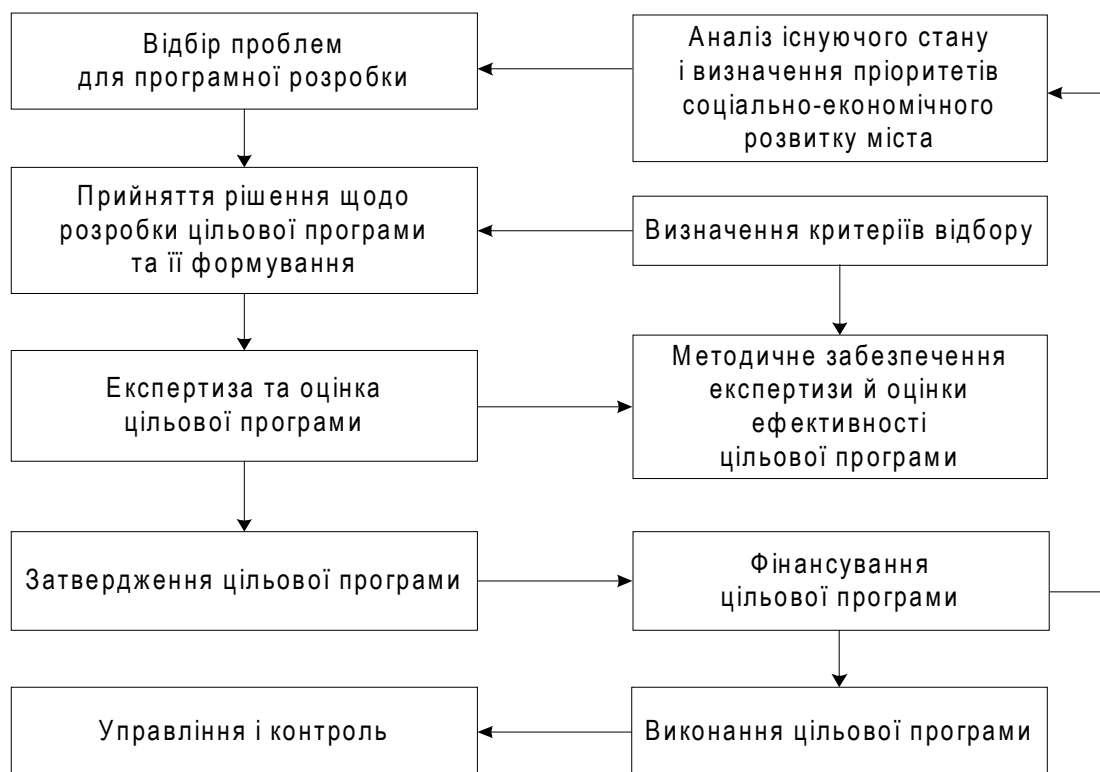 Відбір проблем
для програмної розробки
Аналіз існуючого стану
і визначення пріоритетів
соціально-економічного
розвитку міста
Прийняття рішення щодо
розробки цільової програми
та її формування
Визначення критеріїв відбору
Експертиза та оцінка
цільової програми
Методичне забезпечення
експертизи й оцінки
ефективності
цільової програми
Затвердження цільової програми
Фінансування
цільової програми
Управління і контроль
Виконання цільової програми